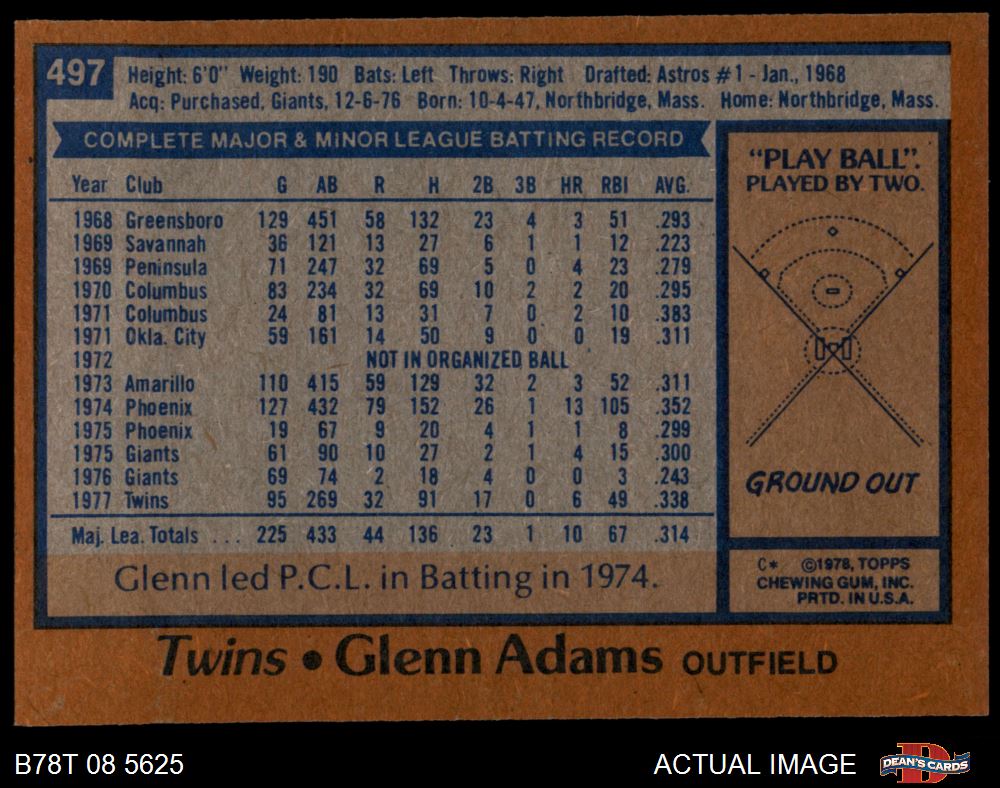 497
Height: 6'0" Weight: 190 Bats: Left Throws: Right Drafted: Astros #1 - Jan., 1968
Acq: Purchased, Giants, 12-6-76 Born: 10-4-47, Northbridge, Mass. Home: Northbridge, Mass.
COMPLETE MAJOR & MINOR LEAGUE BATTING RECORD
Year Club G AB R H 2B 3B HR RBI AVG.
1968 Greensboro 129 451 58 132 23 4 3 51 .293
1969 Savannah 36 121 13 27 6 1 1 12 .223
1969 Peninsula 71 247 32 69 5 0 4 23 .279
1970 Columbus 83 234 32 69 10 2 2 20 .295
1971 Columbus 24 81 13 31 7 0 2 10 .383
1971 Okla. City 59 161 14 50 9 0 0 19 .311
1972 NOT IN ORGANIZED BALL
1973 Amarillo 110 415 59 129 32 2 3 52 .311
1974 Phoenix 127 432 79 152 26 1 13 105 .352
1975 Phoenix 19 67 9 20 4 1 1 8 .299
1975 Giants 61 90 10 27 2 1 4 15 .300
1976 Giants 69 74 2 18 4 0 0 3 .243
1977 Twins 95 269 32 91 17 0 6 49 .338
Maj. Lea. Totals ... 225 433 44 136 23 1 10 67 .314
Glenn led P.C.L. in Batting in 1974.
"PLAY BALL".
PLAYED BY TWO.
GROUND OUT
C* ©1978, TOPPS
CHEWING GUM, INC.
PRTD. IN U.S.A.
Twins • Glenn Adams OUTFIELD
B78T 08 5625
ACTUAL IMAGE
DEAN'S CARDS